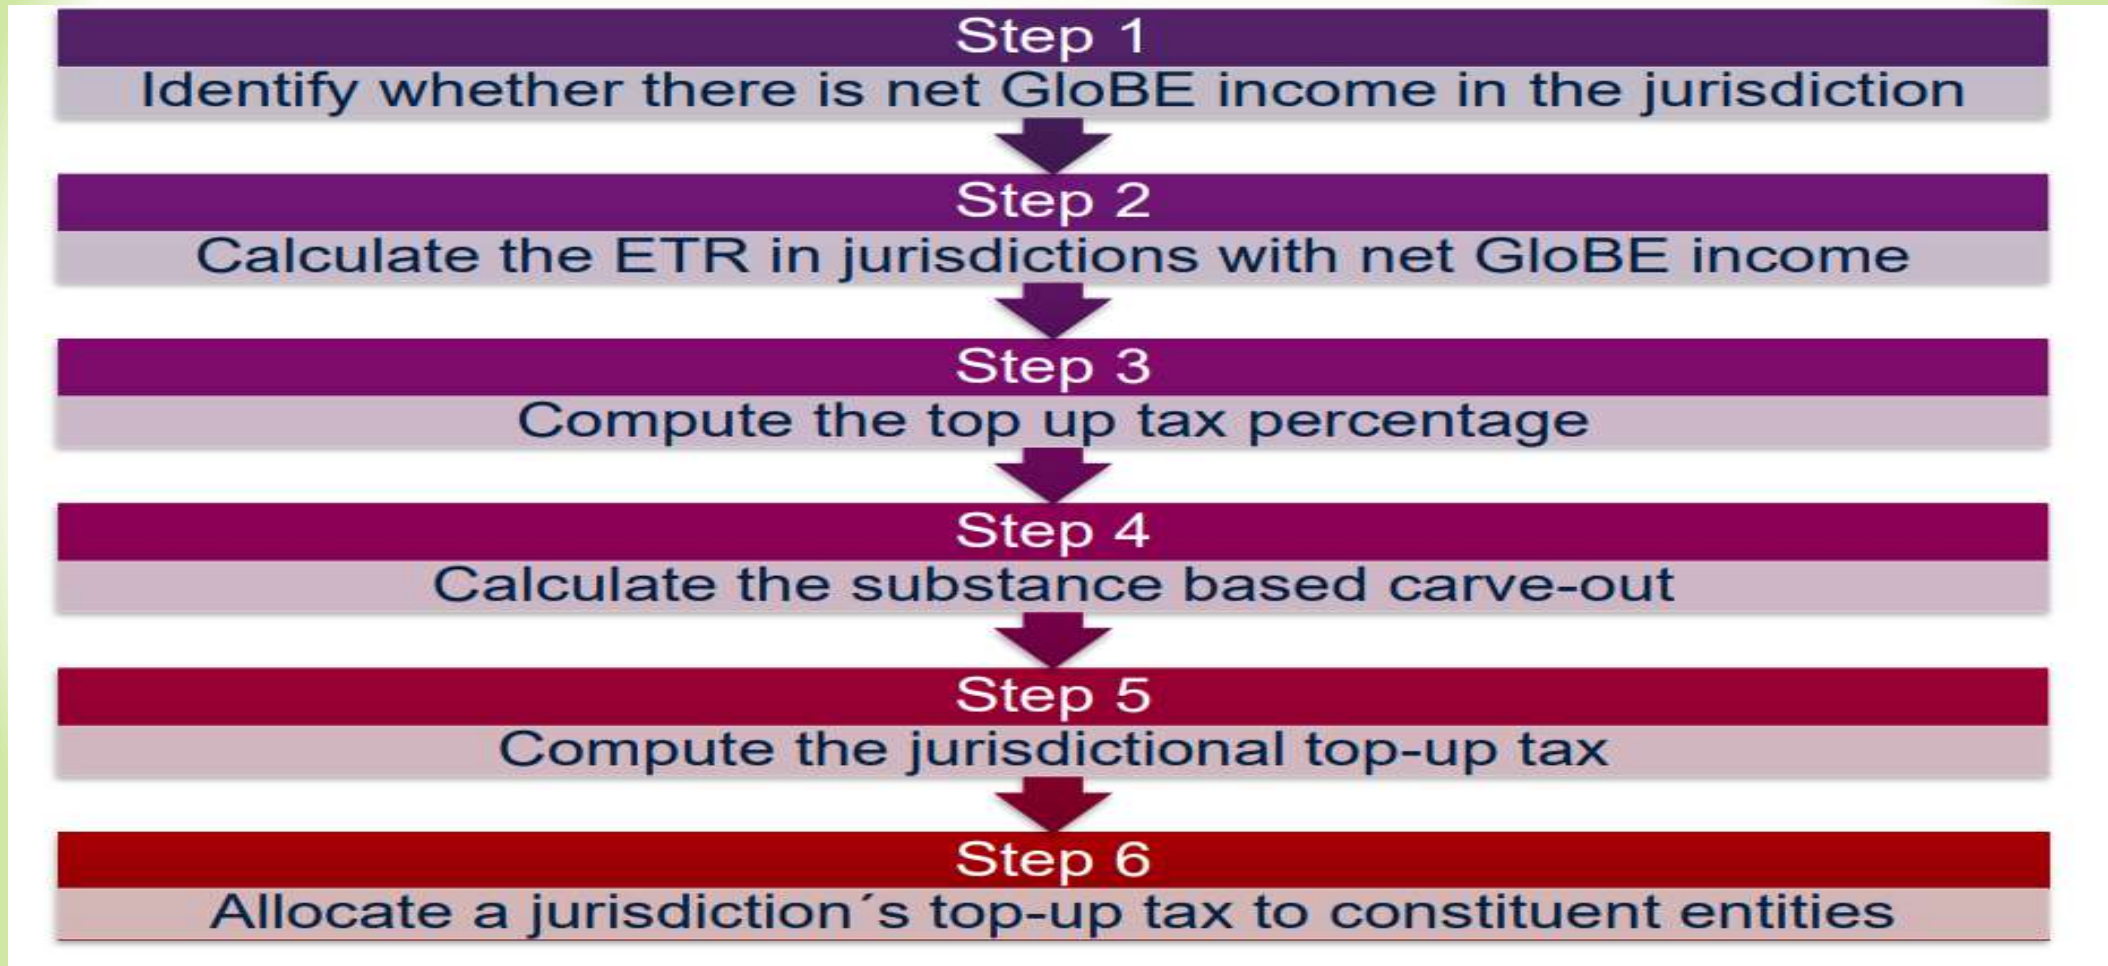 Step 1
Identify whether there is net GloBE income in the jurisdiction
Step 2
Calculate the ETR in jurisdictions with net GloBE income
Step 3
Compute the top up tax percentage
Step 4
Calculate the substance based carve-out
Step 5
Compute the jurisdictional top-up tax
Step 6
Allocate a jurisdiction´s top-up tax to constituent entities